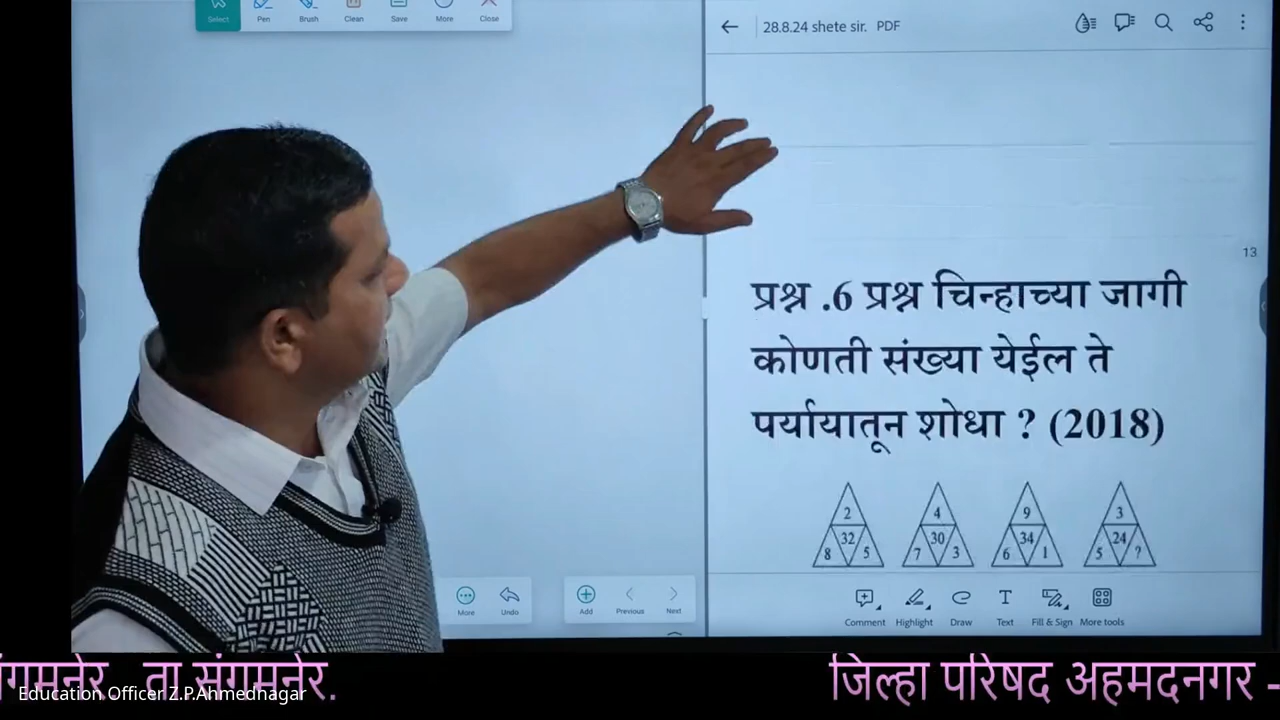 Select Pen Brush Clean Save More Close
28.8.24 shete sir. PDF
13
प्रश्न .6 प्रश्न चिन्हाच्या जागी
कोणती संख्या येईल ते
पर्यायातून शोधा ? (2018)
2 4 9 3
32 30 34 24
8 5 7 3 6 1 5 ?
More Undo Add Previous Next
Comment Highlight Draw Text Fill & Sign More tools
ता संगमनेर.
जिल्हा परिषद अहमदनगर -
Education Officer Z.P.Ahmednagar